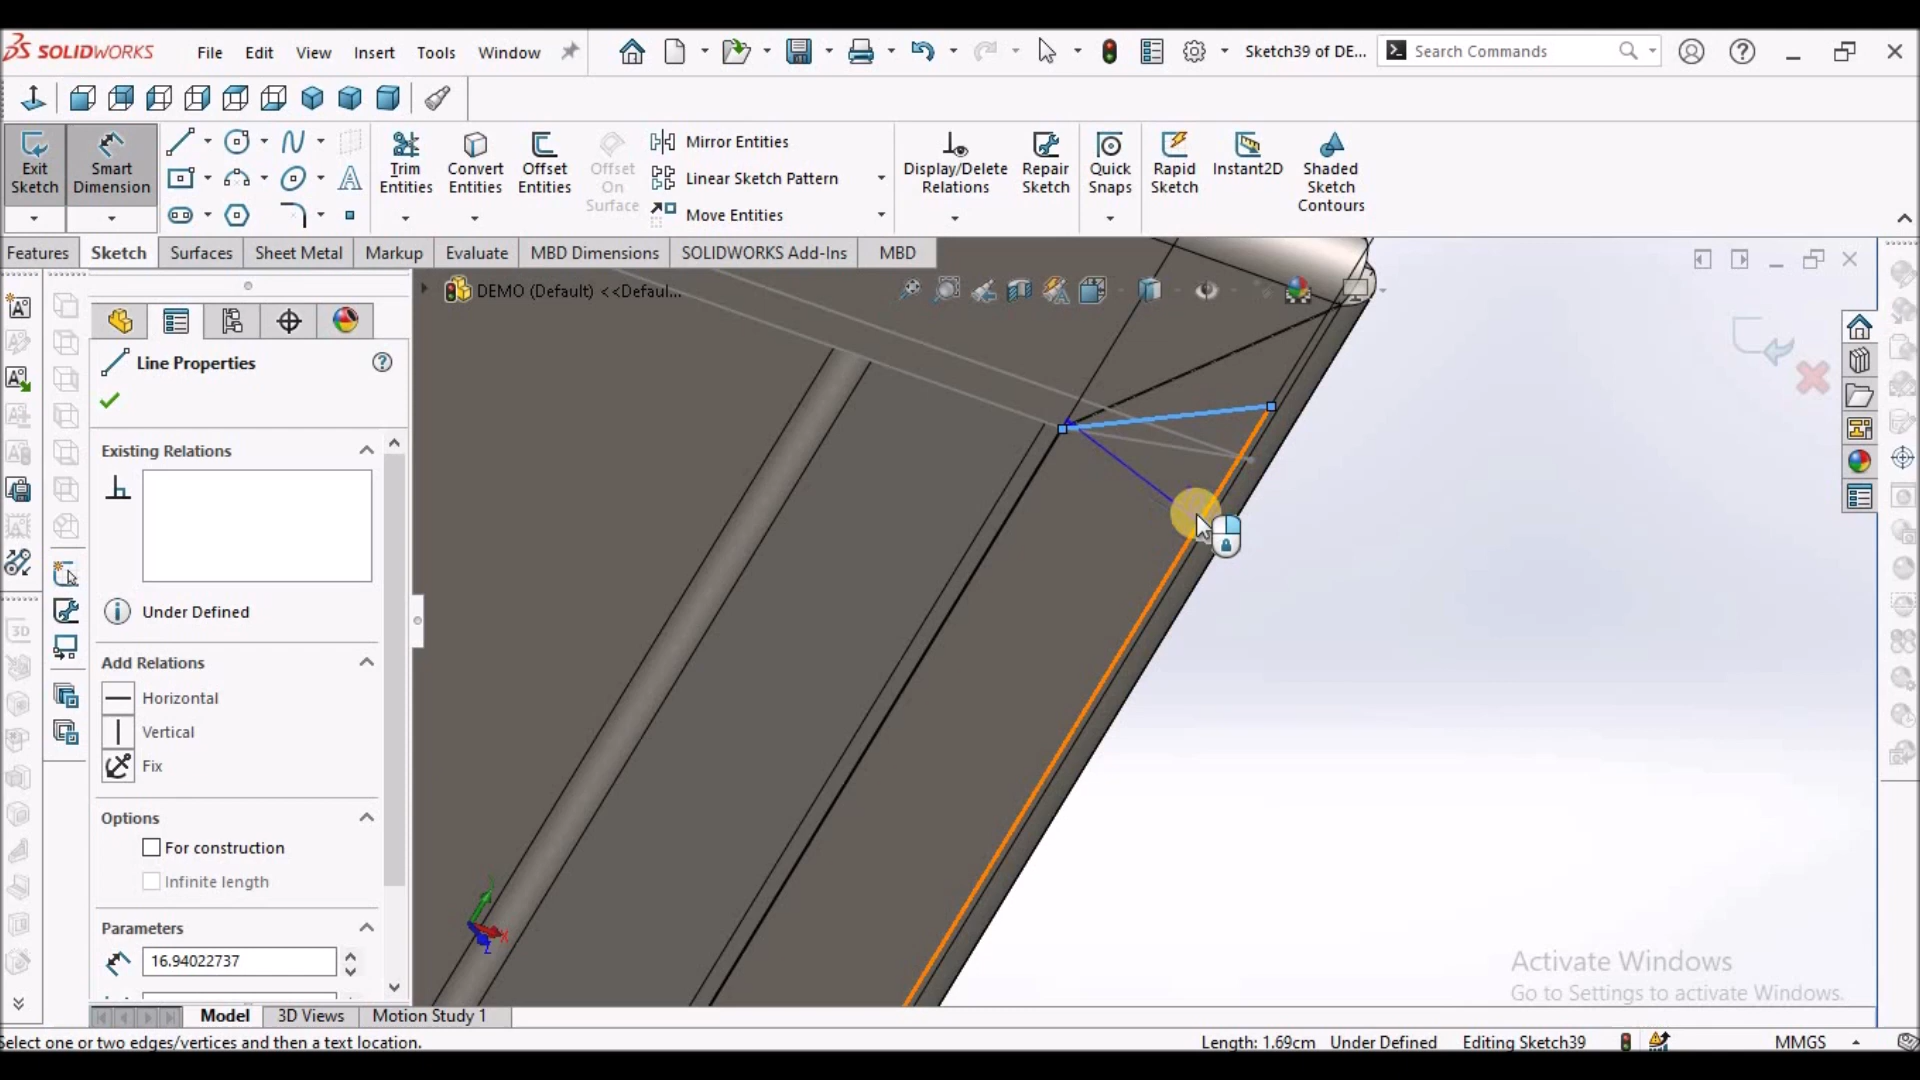 SOLIDWORKS File Edit View Insert Tools Window Sketch39 of DE... Search Commands
Exit Sketch
Smart Dimension
Trim Entities
Convert Entities
Offset Entities
Offset On Surface
Mirror Entities
Linear Sketch Pattern
Move Entities
Display/Delete Relations
Repair Sketch
Quick Snaps
Rapid Sketch
Instant2D
Shaded Sketch Contours
Features Sketch Surfaces Sheet Metal Markup Evaluate MBD Dimensions SOLIDWORKS Add-Ins MBD
DEMO (Default) <<Defaul...
Line Properties
Existing Relations
Under Defined
Add Relations
Horizontal
Vertical
Fix
Options
For construction
Infinite length
Parameters
16.94022737
3D
X
Z
Activate Windows
Go to Settings to activate Windows.
Model 3D Views Motion Study 1
Select one or two edges/vertices and then a text location. Length: 1.69cm Under Defined Editing Sketch39 MMGS